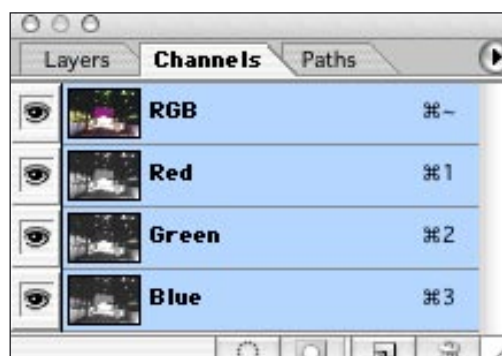 Layers Channels Paths
RGB ⌘~
Red ⌘1
Green ⌘2
Blue ⌘3